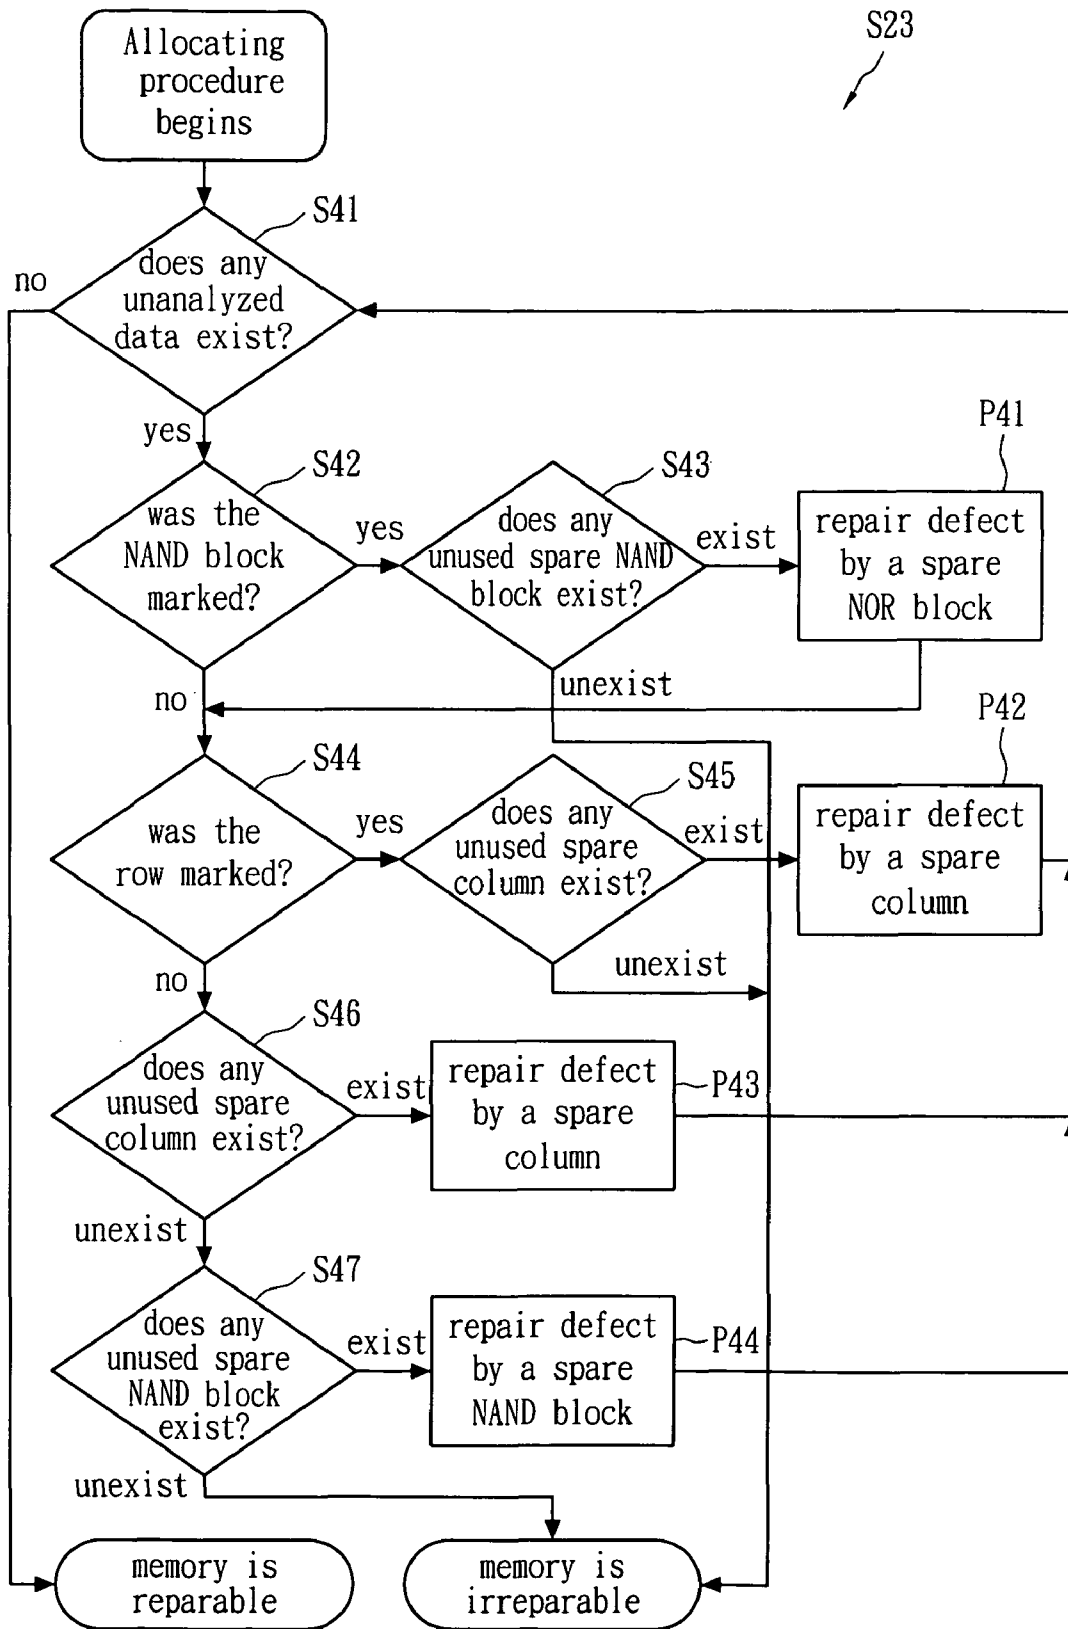 Allocating
procedure
begins
S23
S41
does any
unanalyzed
data exist?
no
yes
S42
was the
NAND block
marked?
yes
S43
does any
unused spare NAND
block exist?
exist
P41
repair defect
by a spare
NOR block
no
unexist
S44
was the
row marked?
yes
S45
does any
unused spare
column exist?
exist
P42
repair defect
by a spare
column
no
unexist
S46
does any
unused spare
column exist?
exist
repair defect
by a spare
column
P43
unexist
S47
does any
unused spare
NAND block
exist?
exist
repair defect
by a spare
NAND block
P44
unexist
memory is
reparable
memory is
irreparable